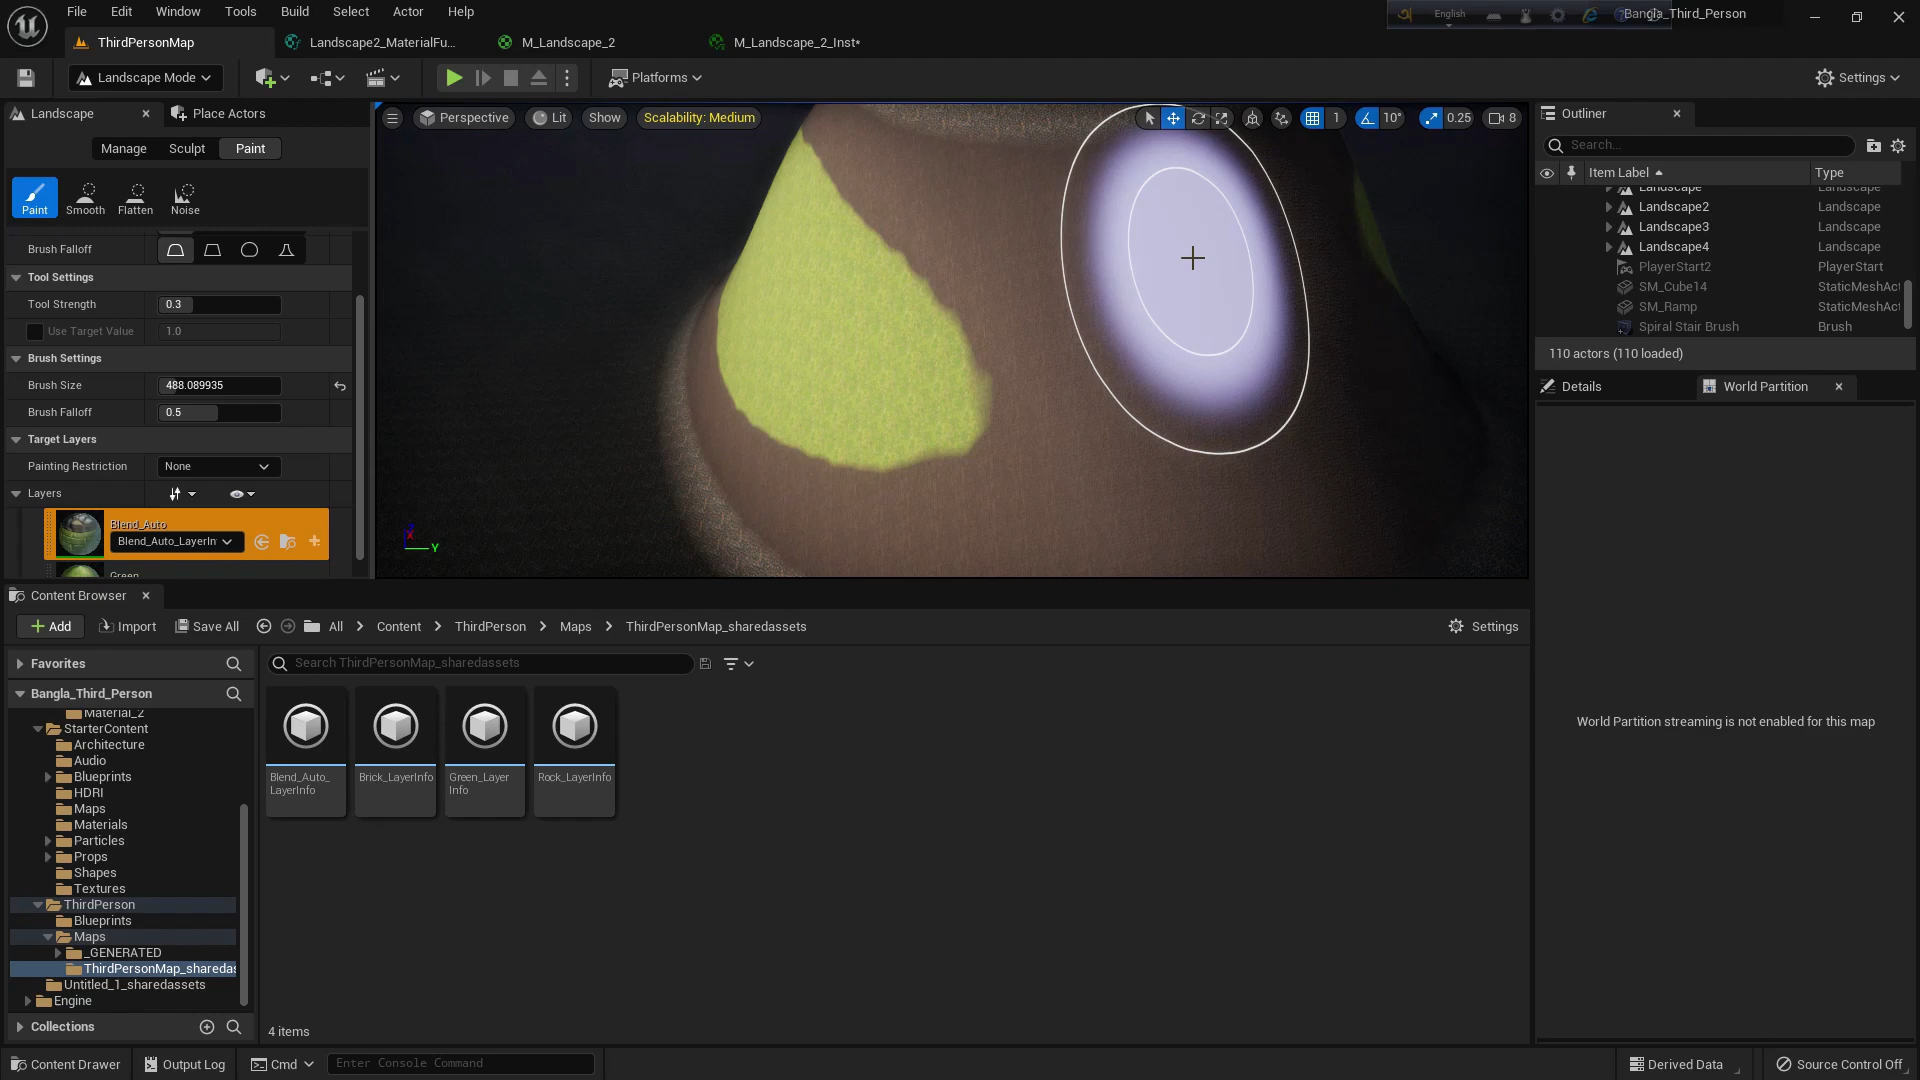 File Edit Window Tools Build Select Actor Help
English
Bangla_Third_Person
ThirdPersonMap
Landscape2_MaterialFu...
M_Landscape_2
M_Landscape_2_Inst*
Landscape Mode
Platforms
Settings
Landscape
Place Actors
Manage Sculpt Paint
Paint Smooth Flatten Noise
Brush Falloff
Tool Settings
Tool Strength 0.3
Use Target Value 1.0
Brush Settings
Brush Size 488.089935
Brush Falloff 0.5
Target Layers
Painting Restriction None
Layers
Blend_Auto
Blend_Auto_LayerIn
Green
Perspective Lit Show Scalability: Medium
1 10° 0.25 8
X
Y
Outliner
Search...
Item Label Type
Landscape Landscape
Landscape2 Landscape
Landscape3 Landscape
Landscape4 Landscape
PlayerStart2 PlayerStart
SM_Cube14 StaticMeshAct
SM_Ramp StaticMeshAct
Spiral Stair Brush Brush
110 actors (110 loaded)
Details
World Partition
World Partition streaming is not enabled for this map
Content Browser
Add Import Save All All Content ThirdPerson Maps ThirdPersonMap_sharedassets Settings
Favorites
Search ThirdPersonMap_sharedassets
Bangla_Third_Person
Material_2
StarterContent
Architecture
Audio
Blueprints
HDRI
Maps
Materials
Particles
Props
Shapes
Textures
ThirdPerson
Blueprints
Maps
_GENERATED
ThirdPersonMap_sharedas
Untitled_1_sharedassets
Engine
Collections
Blend_Auto_
LayerInfo
Brick_LayerInfo
Green_Layer
Info
Rock_LayerInfo
4 items
Content Drawer Output Log Cmd Enter Console Command Derived Data Source Control Off